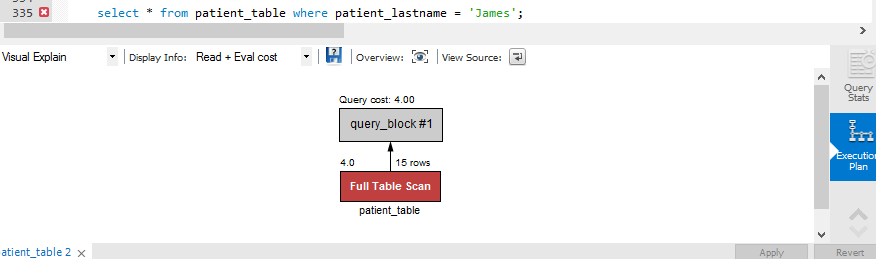 335 select * from patient_table where patient_lastname = 'James';
Visual Explain Display Info: Read + Eval cost Overview: View Source:
Query Stats
Query cost: 4.00
query_block #1
4.0 15 rows
Full Table Scan
patient_table
Execution Plan
atient_table 2 ×
Apply Revert